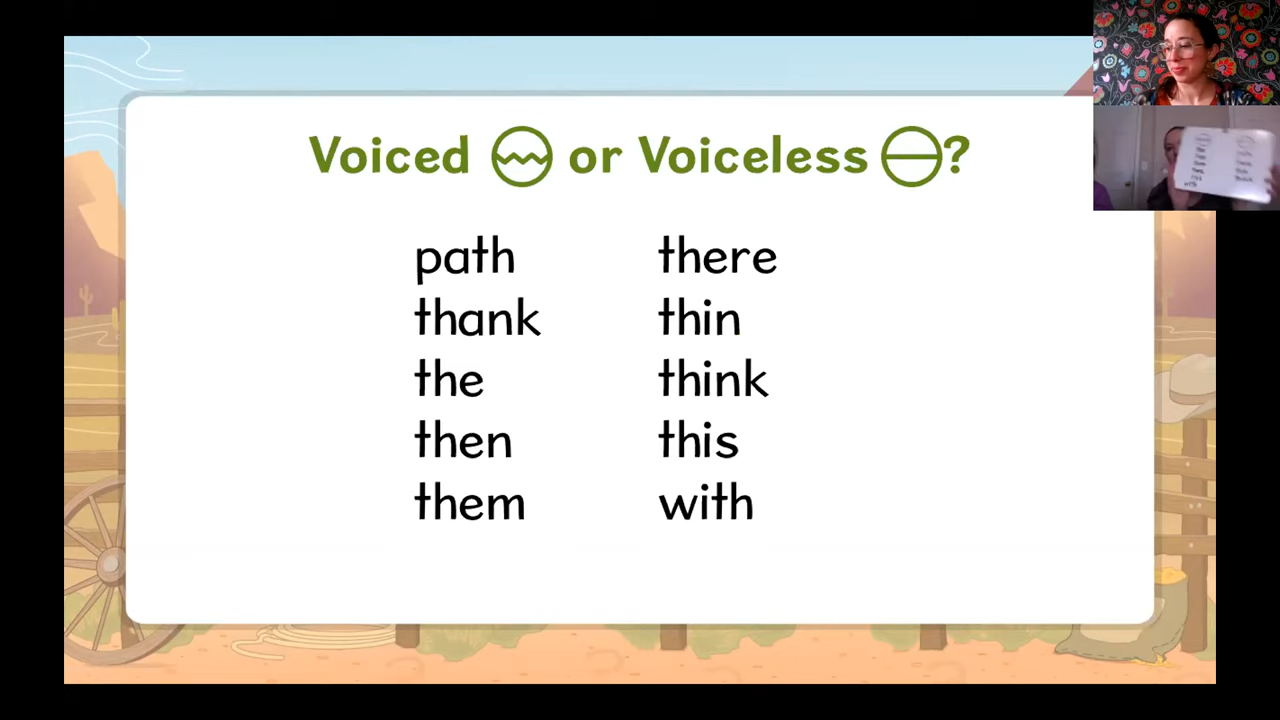 Voiced or Voiceless ?
path
thank
the
then
them
there
thin
think
this
with